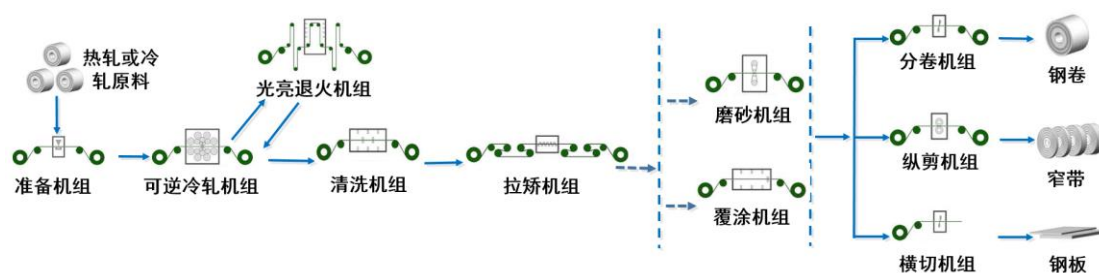 热轧或冷
轧原料
准备机组
可逆冷轧机组
光亮退火机组
清洗机组
拉矫机组
磨砂机组
覆涂机组
分卷机组
钢卷
纵剪机组
窄带
横切机组
钢板